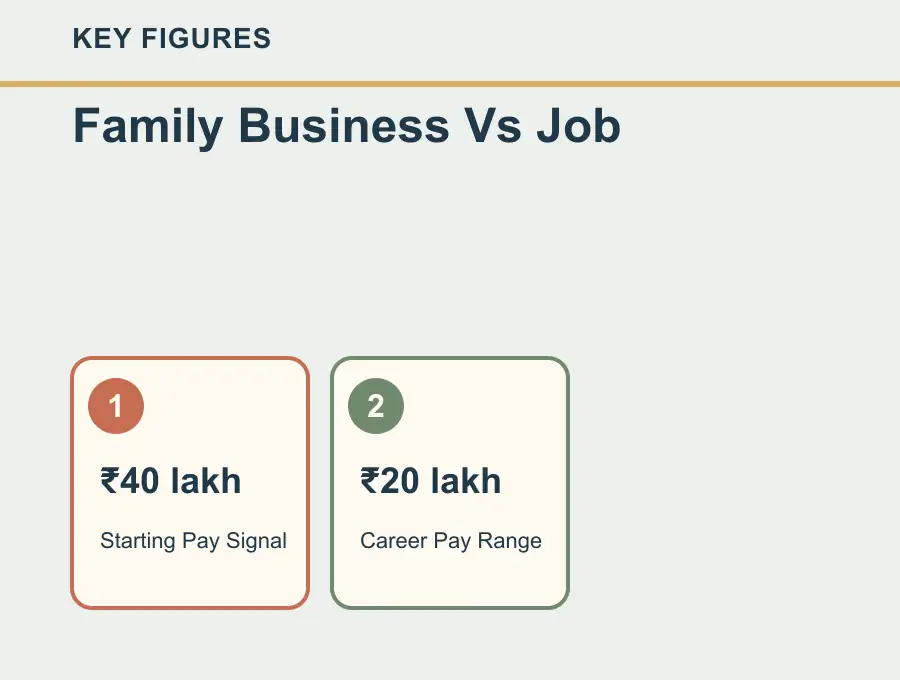 KEY FIGURES
Family Business Vs Job
1
₹40 lakh
Starting Pay Signal
2
₹20 lakh
Career Pay Range